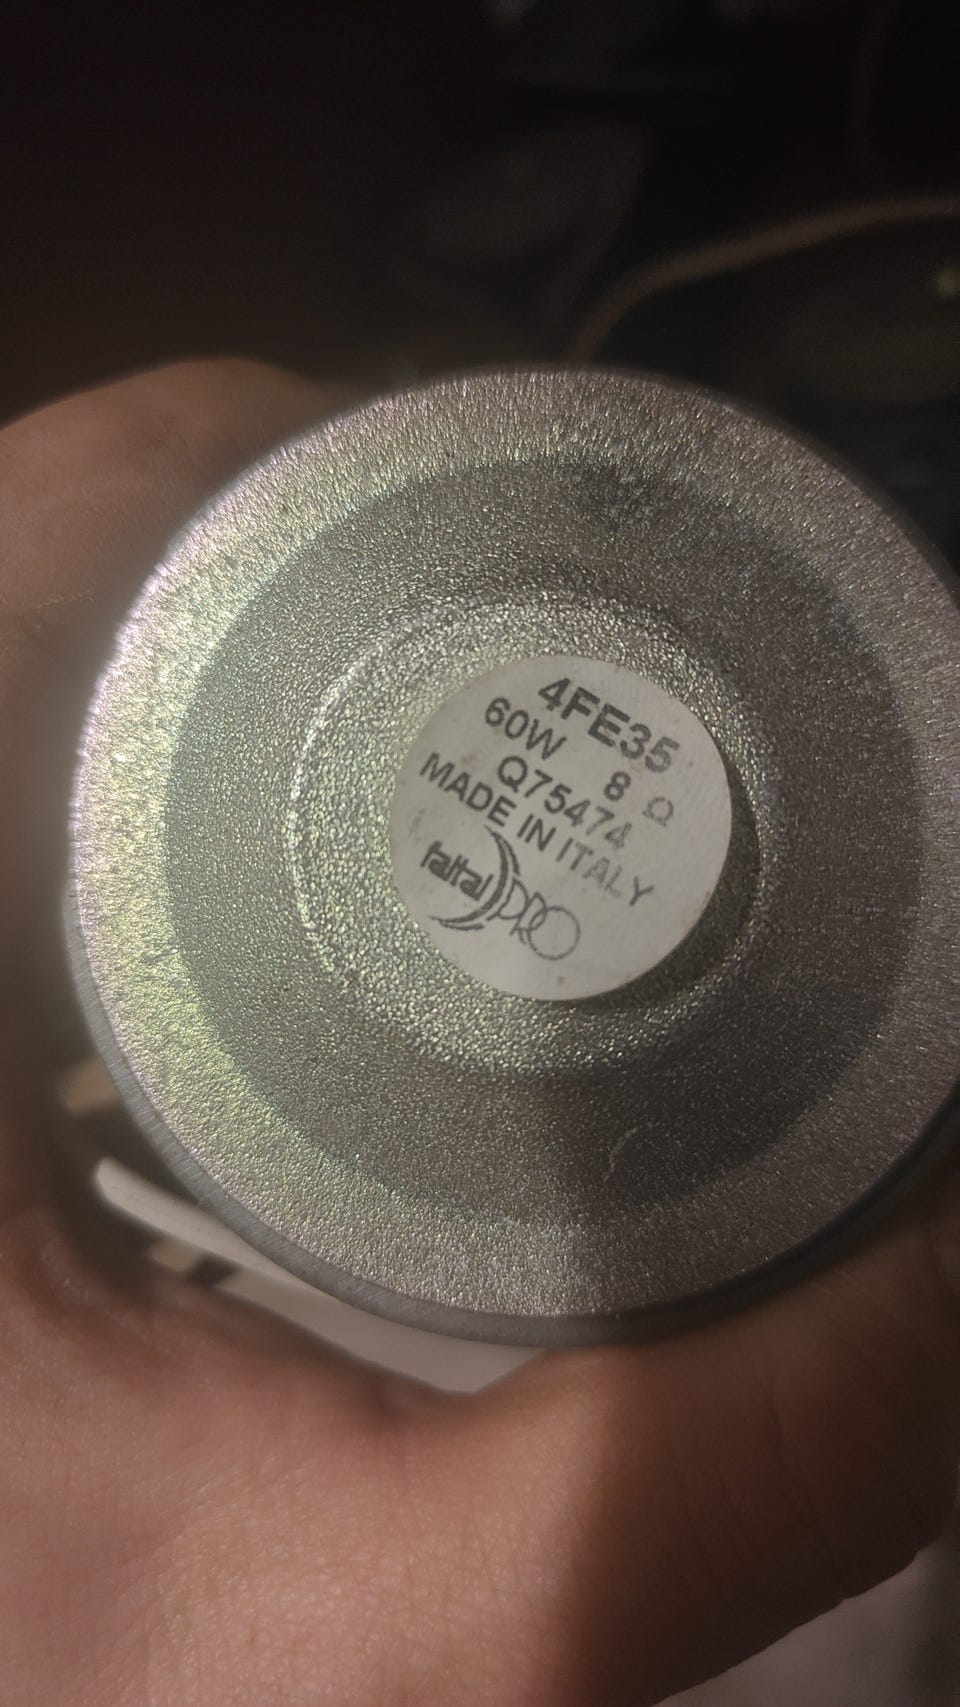 4FE35
60W 8 Ω
Q75474
MADE IN ITALY
faital PRO